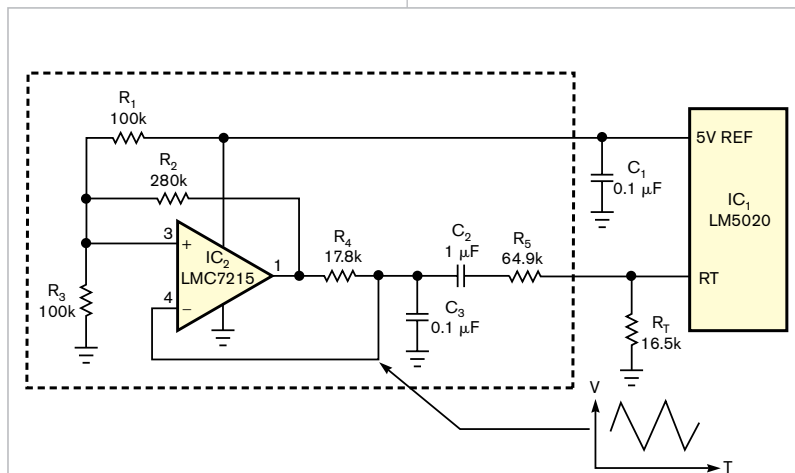 R1
100k
R2
280k
3
+
IC2
LMC7215
1
4
−
R3
100k
R4
17.8k
C2
1 µF
R5
64.9k
C3
0.1 µF
C1
0.1 µF
5V REF
IC1
LM5020
RT
RT
16.5k
V
T